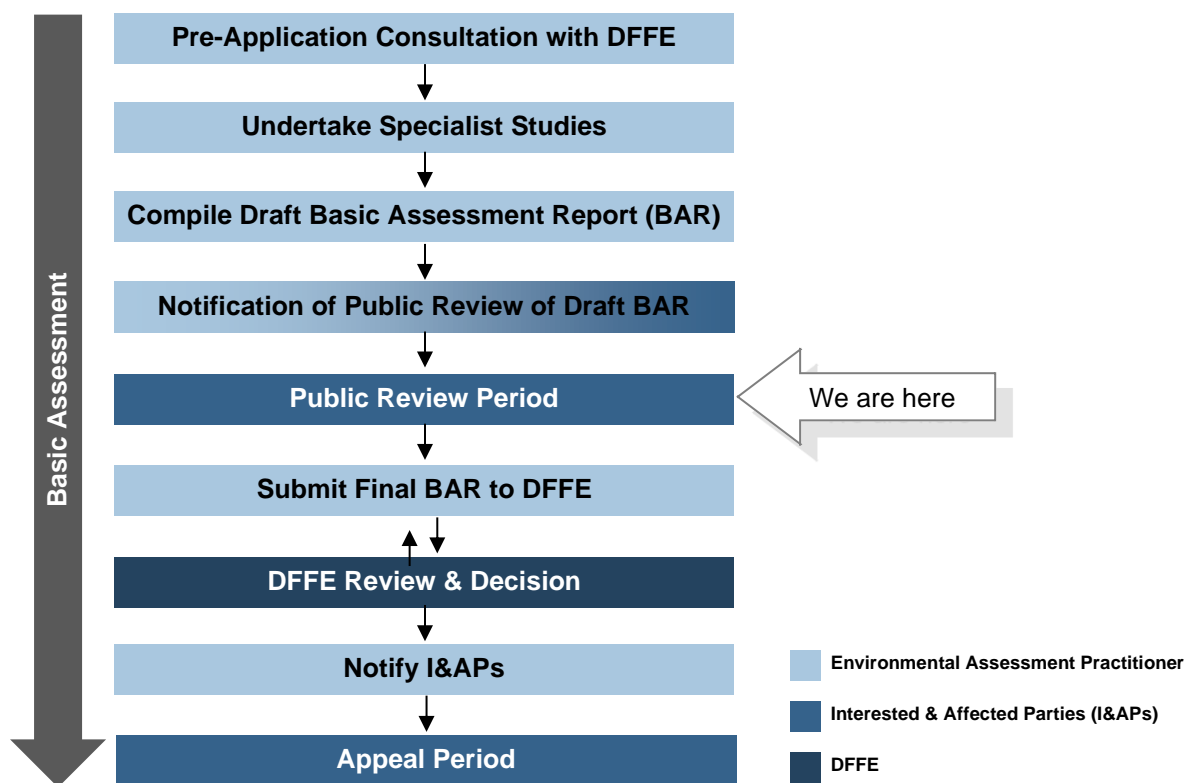 Pre-Application Consultation with DFFE
Undertake Specialist Studies
Compile Draft Basic Assessment Report (BAR)
Notification of Public Review of Draft BAR
Public Review Period
We are here
Submit Final BAR to DFFE
DFFE Review & Decision
Notify I&APs
Appeal Period
Basic Assessment
Environmental Assessment Practitioner
Interested & Affected Parties (I&APs)
DFFE